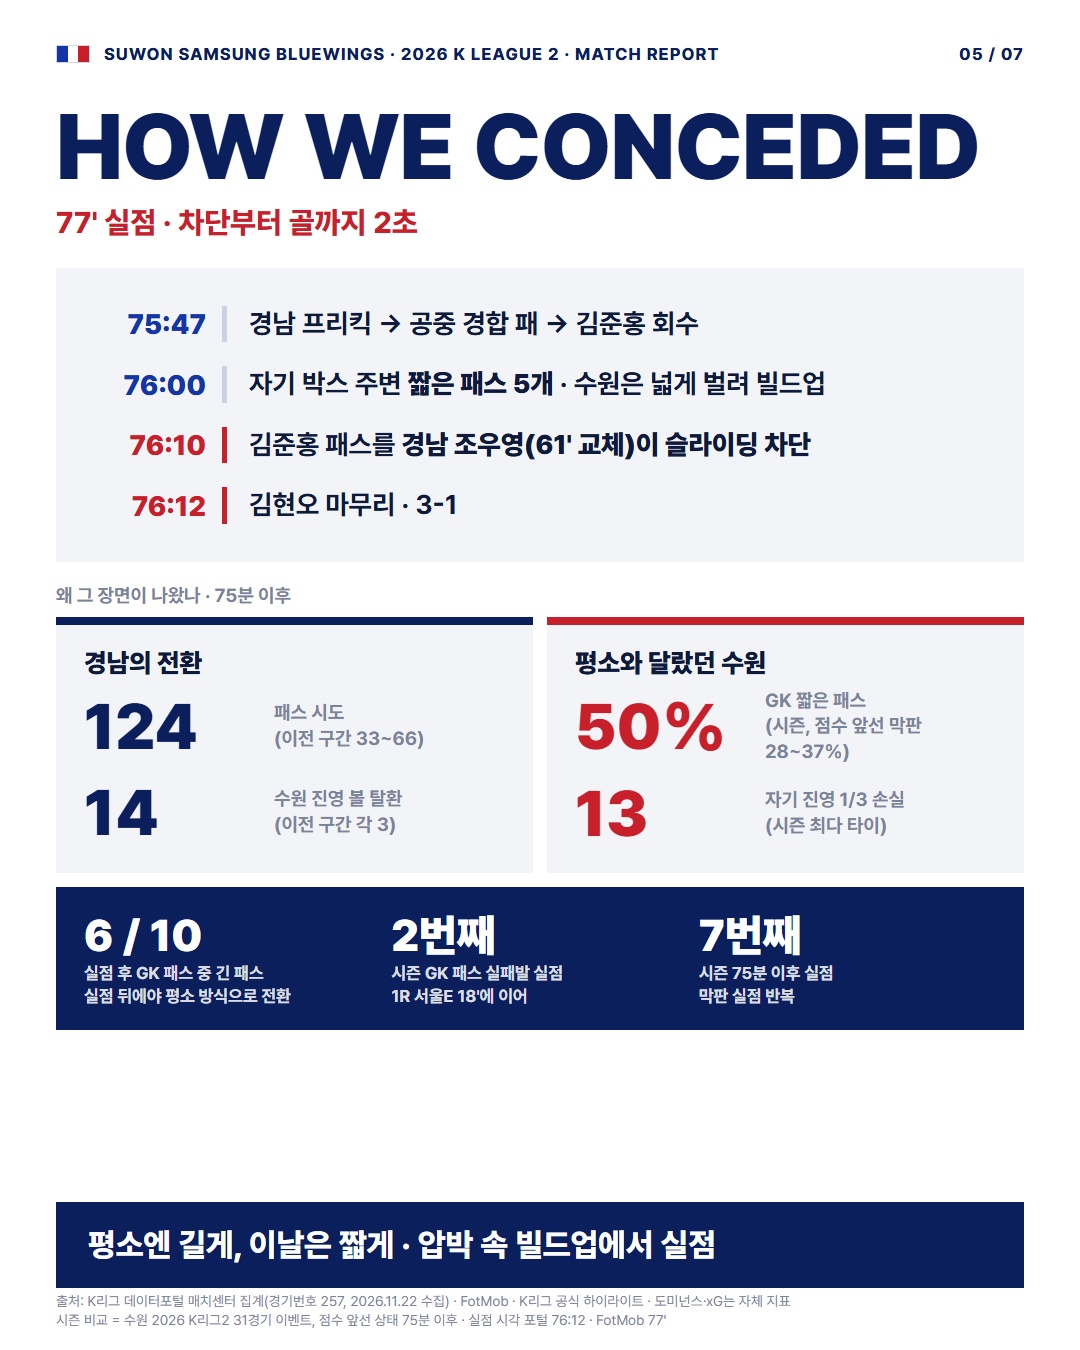 SUWON SAMSUNG BLUEWINGS · 2026 K LEAGUE 2 · MATCH REPORT
05 / 07
HOW WE CONCEDED
77' 실점 · 차단부터 골까지 2초
75:47 경남 프리킥 → 공중 경합 패 → 김준홍 회수
76:00 자기 박스 주변 짧은 패스 5개 · 수원은 넓게 벌려 빌드업
76:10 김준홍 패스를 경남 조우영(61' 교체)이 슬라이딩 차단
76:12 김현오 마무리 · 3-1
왜 그 장면이 나왔나 · 75분 이후
경남의 전환
124
패스 시도
(이전 구간 33~66)
14
수원 진영 볼 탈환
(이전 구간 각 3)
평소와 달랐던 수원
50%
GK 짧은 패스
(시즌, 점수 앞선 막판
28~37%)
13
자기 진영 1/3 손실
(시즌 최다 타이)
6 / 10
실점 후 GK 패스 중 긴 패스
실점 뒤에야 평소 방식으로 전환
2번째
시즌 GK 패스 실패발 실점
1R 서울E 18'에 이어
7번째
시즌 75분 이후 실점
막판 실점 반복
평소엔 길게, 이날은 짧게 · 압박 속 빌드업에서 실점
출처: K리그 데이터포털 매치센터 집계(경기번호 257, 2026.11.22 수집) · FotMob · K리그 공식 하이라이트 · 도미넌스·xG는 자체 지표
시즌 비교 = 수원 2026 K리그2 31경기 이벤트, 점수 앞선 상태 75분 이후 · 실점 시각 포털 76:12 · FotMob 77'